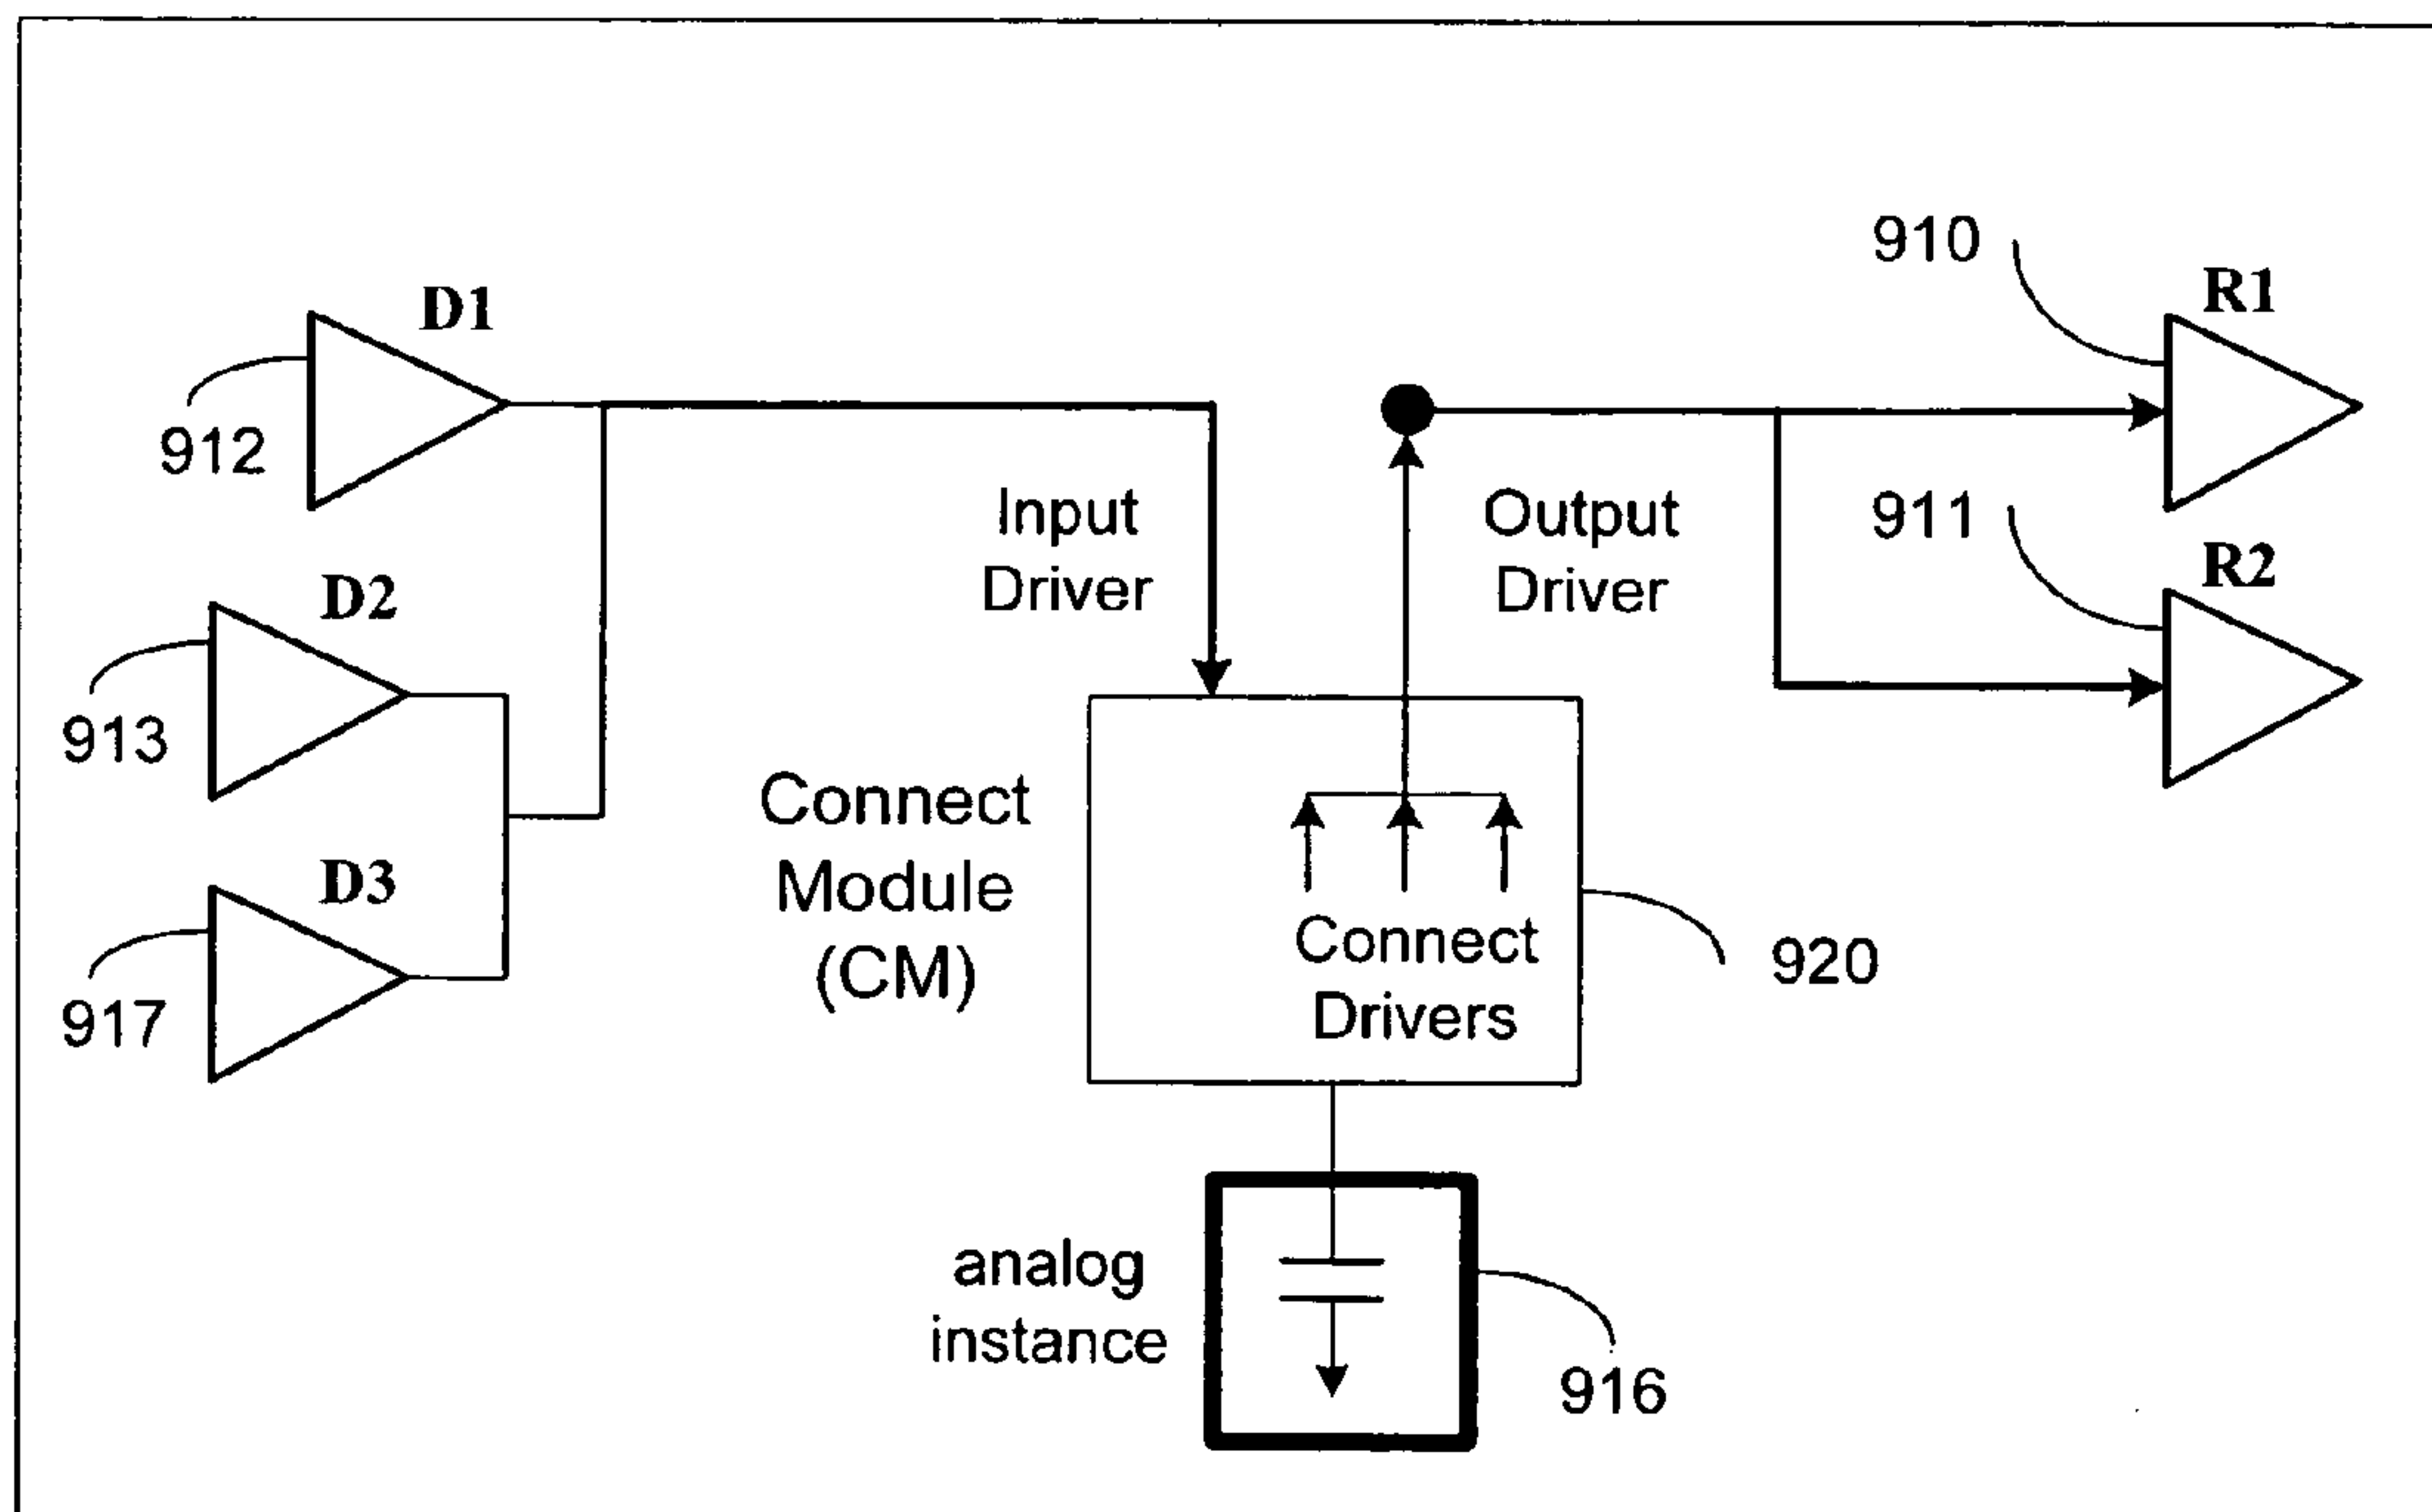 910
R1
D1
912
Input
Driver
Output
Driver
911
R2
D2
913
Connect
Module
(CM)
D3
917
Connect
Drivers
920
analog
instance
916